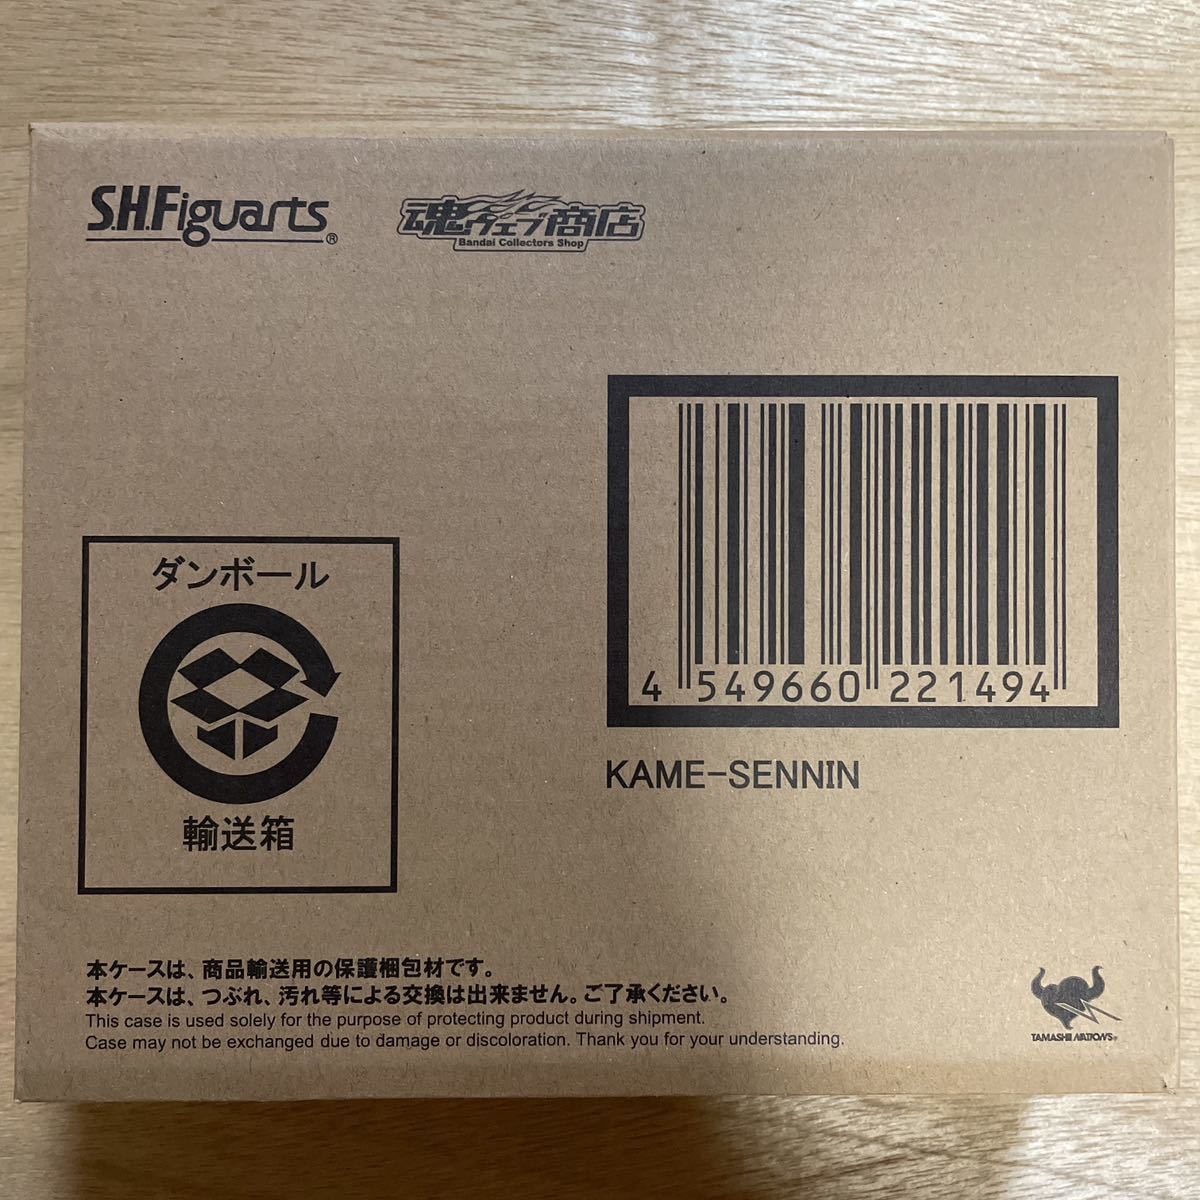 S.H.Figuarts®
魂ウェブ商店
Bandai Collectors Shop
4 549660 221494
KAME-SENNIN
ダンボール
輸送箱
本ケースは、商品輸送用の保護梱包材です。
本ケースは、つぶれ、汚れ等による交換は出来ません。ご了承ください。
This case is used solely for the purpose of protecting product during shipment.
Case may not be exchanged due to damage or discoloration. Thank you for your understanding.
TAMASHII NATIONS®